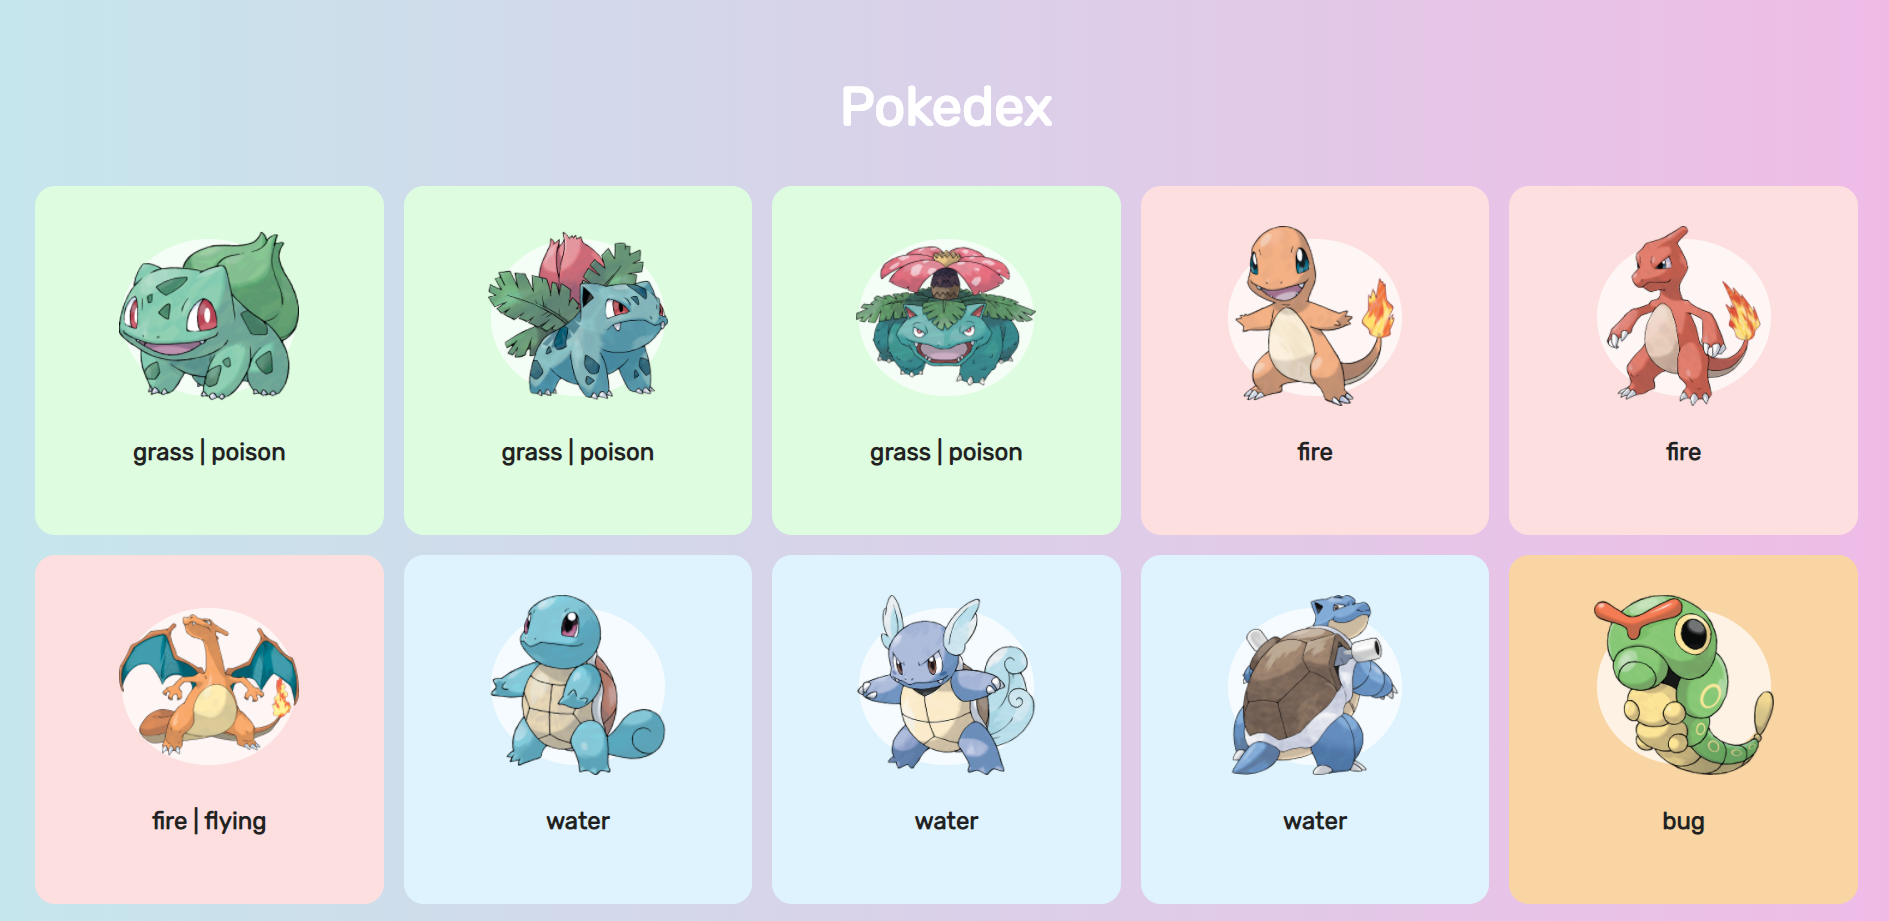 Pokedex
grass | poison
grass | poison
grass | poison
fire
fire
fire | flying
water
water
water
bug